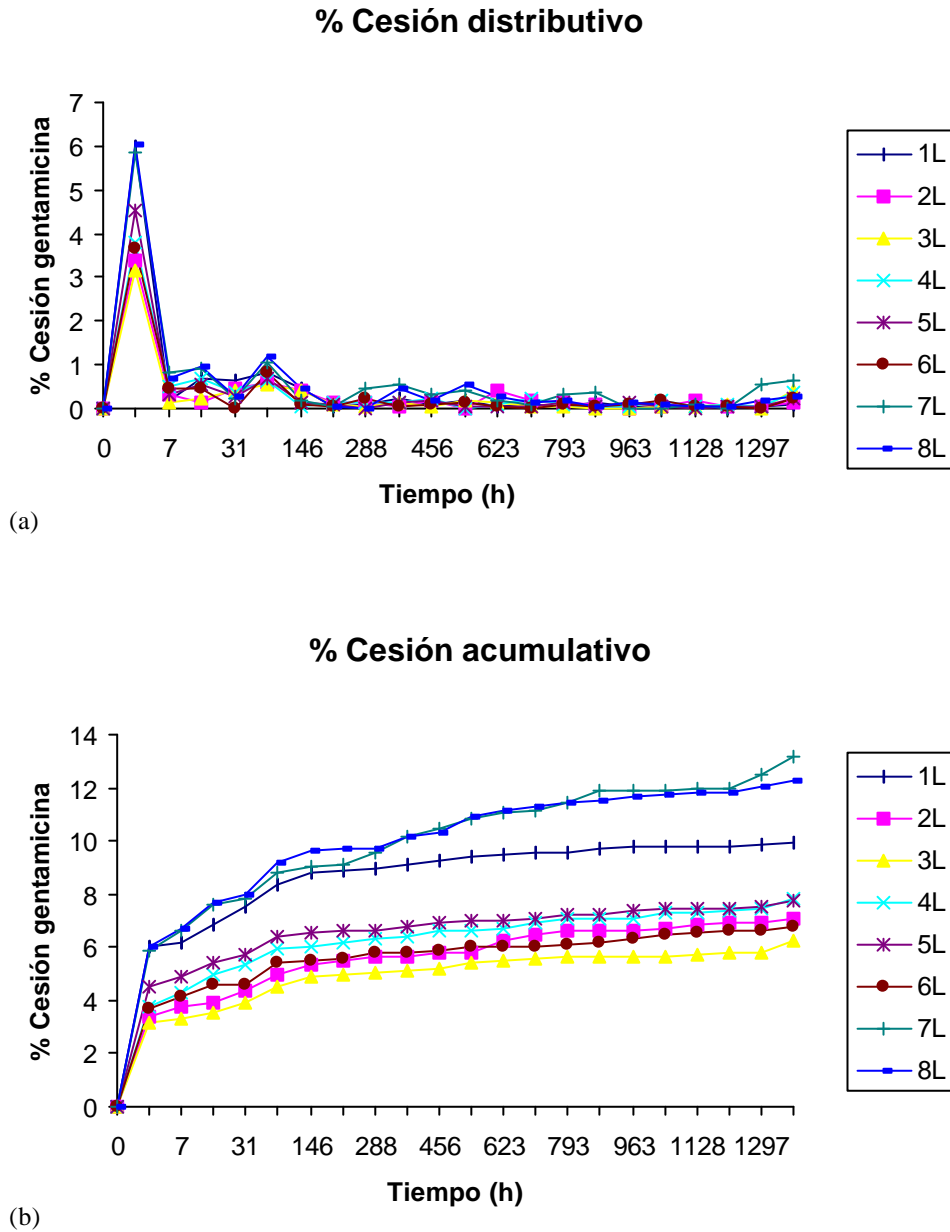 % Cesión distributivo
7
6
5
4
3
2
1
0
% Cesión gentamicina
0 7 31 146 288 456 623 793 963 1128 1297
Tiempo (h)
1L
2L
3L
4L
5L
6L
7L
8L
(a)
% Cesión acumulativo
14
12
10
8
6
4
2
0
% Cesión gentamicina
0 7 31 146 288 456 623 793 963 1128 1297
Tiempo (h)
1L
2L
3L
4L
5L
6L
7L
8L
(b)